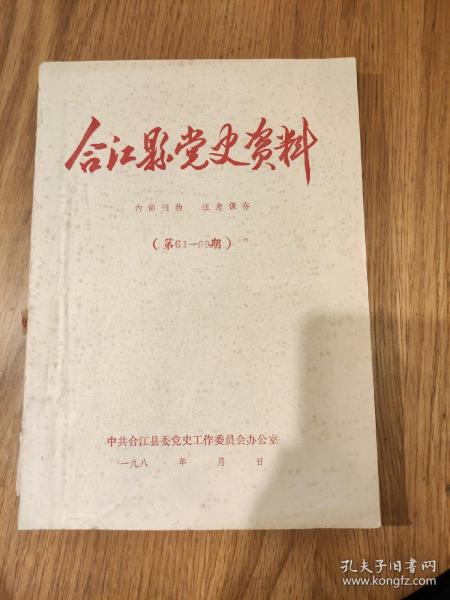 合江县党史资料
内部刊物 注意保存
（第61—69期）
中共合江县委党史工作委员会办公室
一九八 年 月 日
孔夫子旧书网
www.kongfz.com